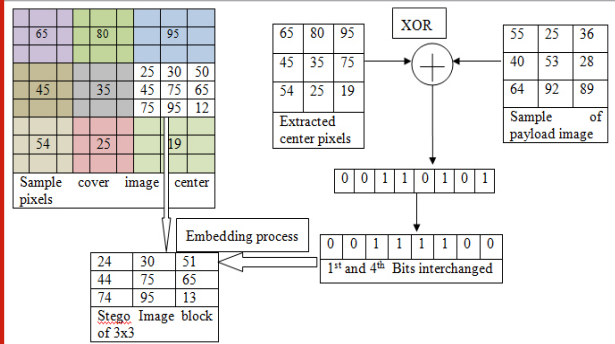 65 80 95
25 30 50
45 35 45 75 65
75 95 12
54 25 19
Sample cover image center
pixels
65 80 95
45 35 75
54 25 19
Extracted
center pixels
XOR
55 25 36
40 53 28
64 92 89
Sample of
payload image
0 0 1 1 0 1 0 1
0 0 1 1 1 1 0 0
1st and 4th Bits interchanged
Embedding process
24 30 51
44 75 65
74 95 13
Stego Image block
of 3x3